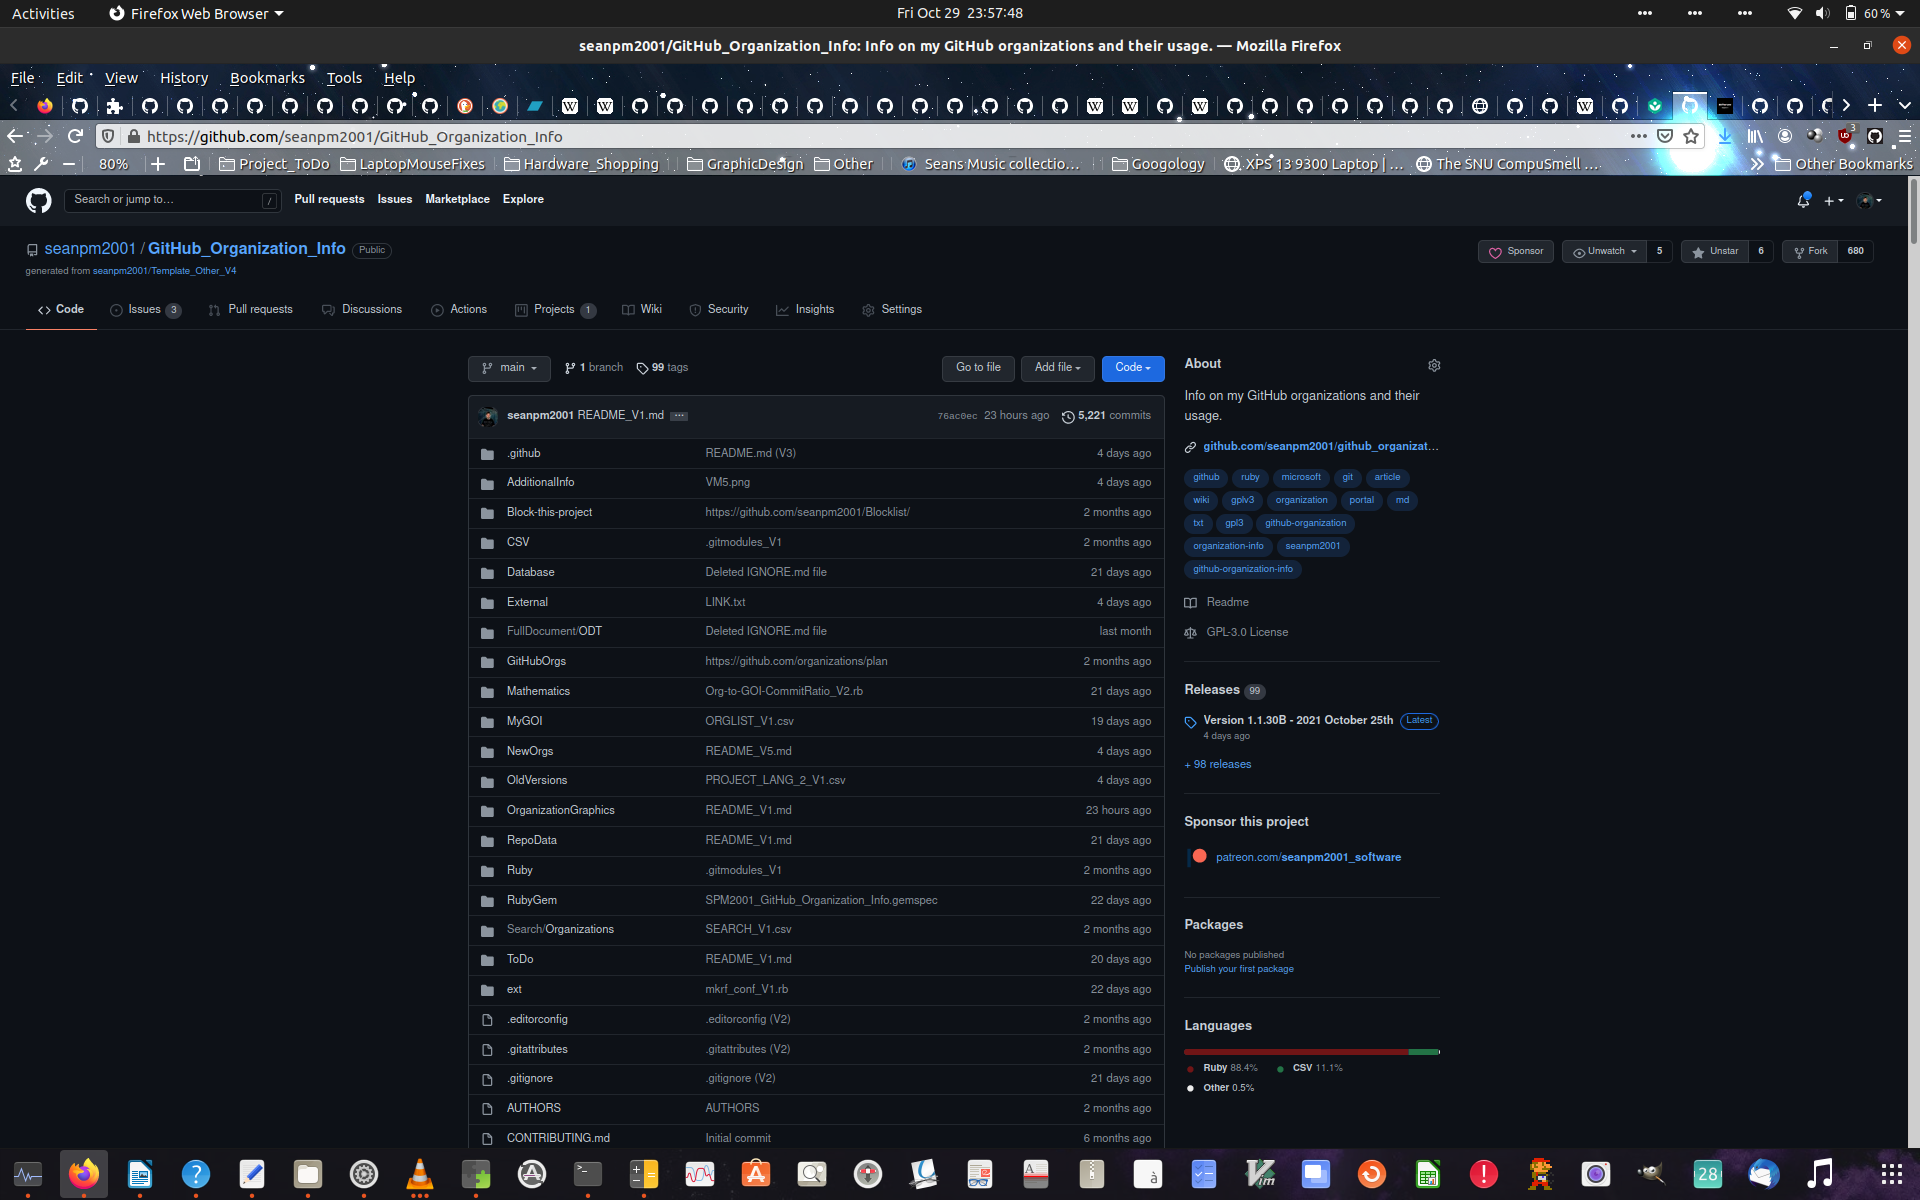 Activities
Firefox Web Browser
Fri Oct 29 23:57:48
60 %
seanpm2001/GitHub_Organization_Info: Info on my GitHub organizations and their usage. — Mozilla Firefox
File Edit View History Bookmarks Tools Help
https://github.com/seanpm2001/GitHub_Organization_Info
3
80%
Project_ToDo
LaptopMouseFixes
Hardware_Shopping
GraphicDesign
Other
Seans Music collectio…
Googology
XPS 13 9300 Laptop | …
The SNU CompuSmell …
Other Bookmarks
Search or jump to…
/
Pull requests Issues Marketplace Explore
seanpm2001 / GitHub_Organization_Info Public
generated from seanpm2001/Template_Other_V4
Sponsor
Unwatch 5
Unstar 6
Fork 680
Code
Issues 3
Pull requests
Discussions
Actions
Projects 1
Wiki
Security
Insights
Settings
main
1 branch
99 tags
Go to file
Add file
Code
seanpm2001 README_V1.md ...
76ac0ec 23 hours ago
5,221 commits
.github README.md (V3) 4 days ago
AdditionalInfo VM5.png 4 days ago
Block-this-project https://github.com/seanpm2001/Blocklist/ 2 months ago
CSV .gitmodules_V1 2 months ago
Database Deleted IGNORE.md file 21 days ago
External LINK.txt 4 days ago
FullDocument/ODT Deleted IGNORE.md file last month
GitHubOrgs https://github.com/organizations/plan 2 months ago
Mathematics Org-to-GOI-CommitRatio_V2.rb 21 days ago
MyGOI ORGLIST_V1.csv 19 days ago
NewOrgs README_V5.md 4 days ago
OldVersions PROJECT_LANG_2_V1.csv 4 days ago
OrganizationGraphics README_V1.md 23 hours ago
RepoData README_V1.md 21 days ago
Ruby .gitmodules_V1 2 months ago
RubyGem SPM2001_GitHub_Organization_Info.gemspec 22 days ago
Search/Organizations SEARCH_V1.csv 2 months ago
ToDo README_V1.md 20 days ago
ext mkrf_conf_V1.rb 22 days ago
.editorconfig .editorconfig (V2) 2 months ago
.gitattributes .gitattributes (V2) 2 months ago
.gitignore .gitignore (V2) 21 days ago
AUTHORS AUTHORS 2 months ago
CONTRIBUTING.md Initial commit 6 months ago
About
Info on my GitHub organizations and their
usage.
github.com/seanpm2001/github_organizat…
github ruby microsoft git article
wiki gplv3 organization portal md
txt gpl3 github-organization
organization-info seanpm2001
github-organization-info
Readme
GPL-3.0 License
Releases 99
Version 1.1.30B - 2021 October 25th Latest
4 days ago
+ 98 releases
Sponsor this project
patreon.com/seanpm2001_software
Packages
No packages published
Publish your first package
Languages
Ruby 88.4% CSV 11.1%
Other 0.5%
28